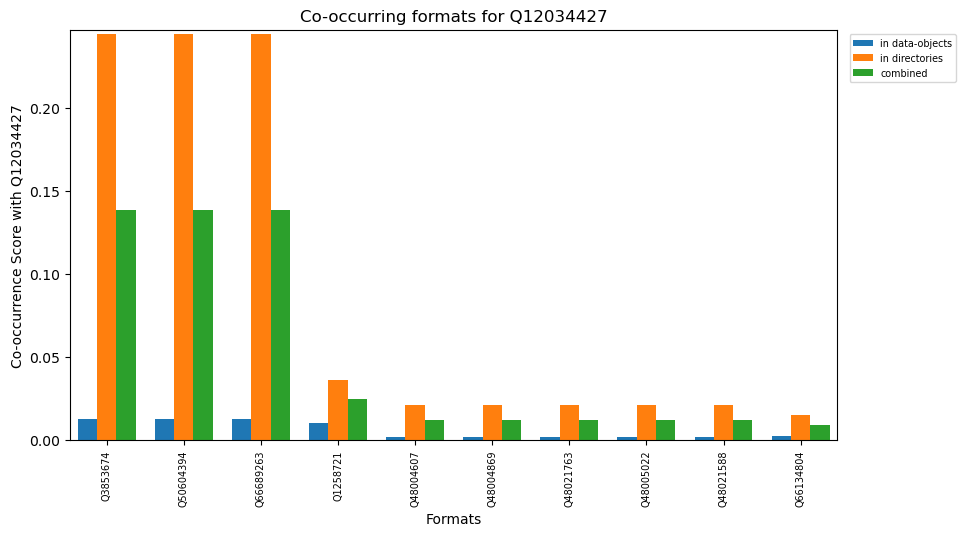 Co-occurring formats for Q12034427
in data-objects
in directories
combined
Co-occurrence Score with Q12034427
0.20
0.15
0.10
0.05
0.00
Q3853674
Q50604394
Q66689263
Q1258721
Q48004607
Q48004869
Q48021763
Q48005022
Q48021588
Q66134804
Formats